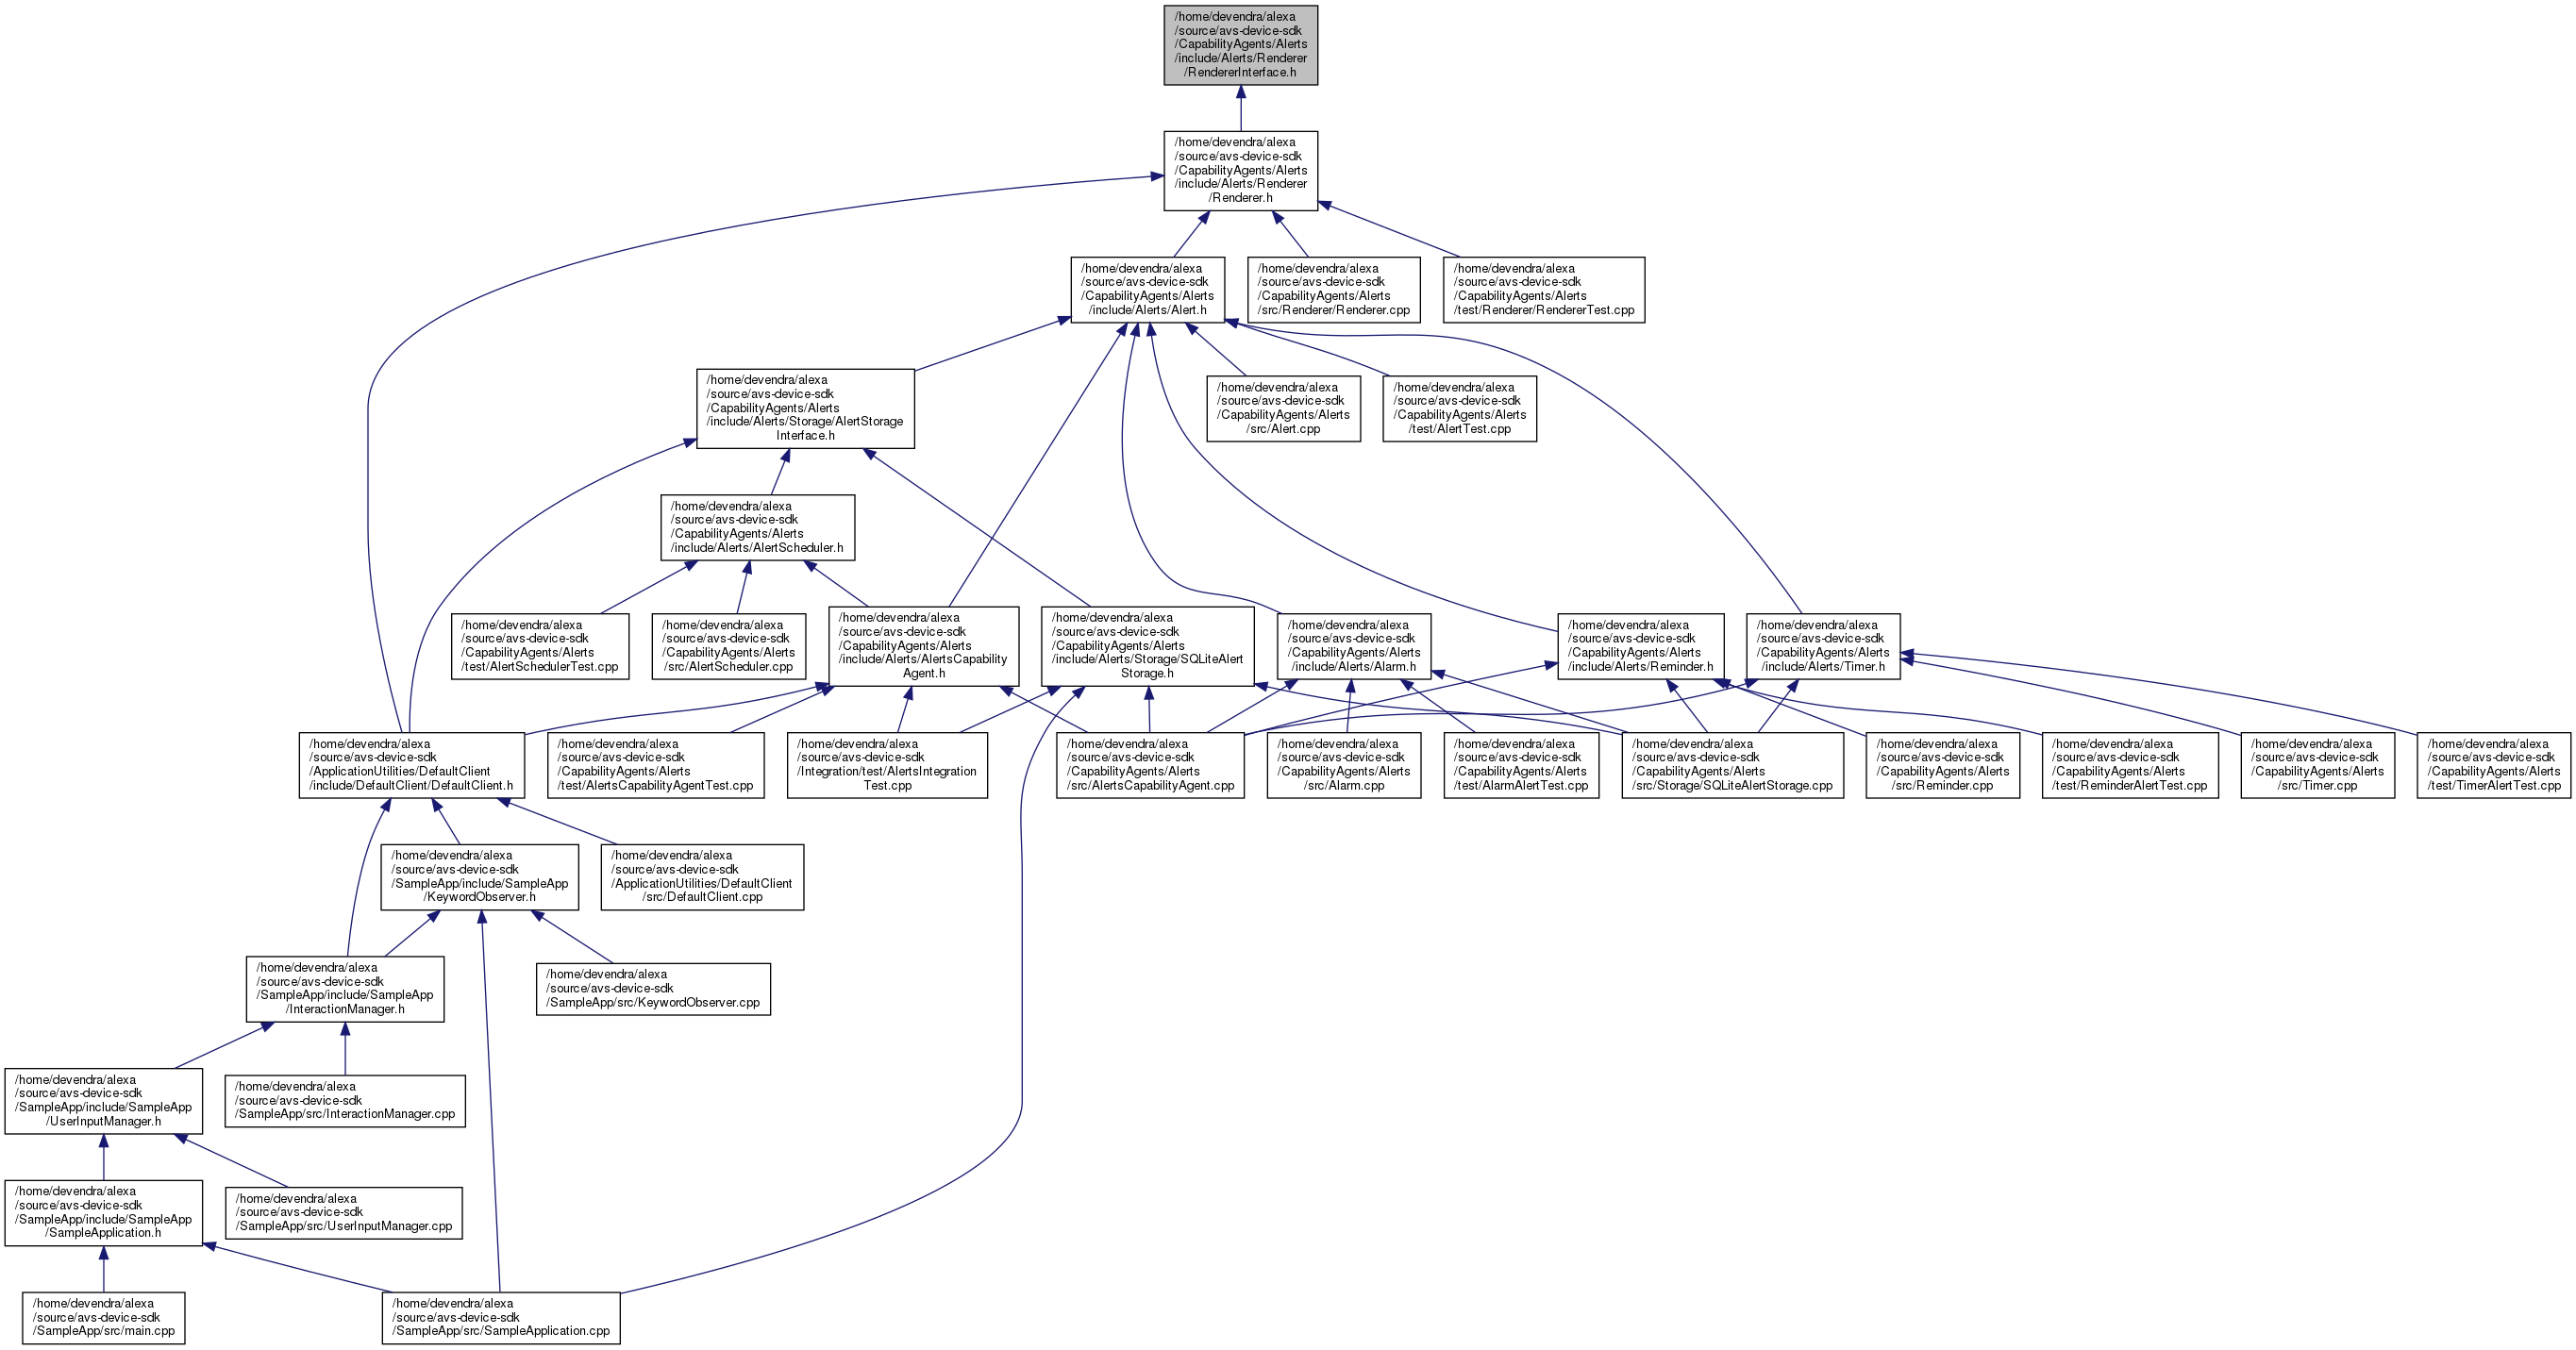 /home/devendra/alexa
/source/avs-device-sdk
/CapabilityAgents/Alerts
/include/Alerts/Renderer
/RendererInterface.h
/home/devendra/alexa
/source/avs-device-sdk
/CapabilityAgents/Alerts
/include/Alerts/Renderer
/Renderer.h
/home/devendra/alexa
/source/avs-device-sdk
/CapabilityAgents/Alerts
/include/Alerts/Alert.h
/home/devendra/alexa
/source/avs-device-sdk
/CapabilityAgents/Alerts
/src/Renderer/Renderer.cpp
/home/devendra/alexa
/source/avs-device-sdk
/CapabilityAgents/Alerts
/test/Renderer/RendererTest.cpp
/home/devendra/alexa
/source/avs-device-sdk
/CapabilityAgents/Alerts
/include/Alerts/Storage/AlertStorage
Interface.h
/home/devendra/alexa
/source/avs-device-sdk
/CapabilityAgents/Alerts
/src/Alert.cpp
/home/devendra/alexa
/source/avs-device-sdk
/CapabilityAgents/Alerts
/test/AlertTest.cpp
/home/devendra/alexa
/source/avs-device-sdk
/CapabilityAgents/Alerts
/include/Alerts/AlertScheduler.h
/home/devendra/alexa
/source/avs-device-sdk
/CapabilityAgents/Alerts
/test/AlertSchedulerTest.cpp
/home/devendra/alexa
/source/avs-device-sdk
/CapabilityAgents/Alerts
/src/AlertScheduler.cpp
/home/devendra/alexa
/source/avs-device-sdk
/CapabilityAgents/Alerts
/include/Alerts/AlertsCapability
Agent.h
/home/devendra/alexa
/source/avs-device-sdk
/CapabilityAgents/Alerts
/include/Alerts/Storage/SQLiteAlert
Storage.h
/home/devendra/alexa
/source/avs-device-sdk
/CapabilityAgents/Alerts
/include/Alerts/Alarm.h
/home/devendra/alexa
/source/avs-device-sdk
/CapabilityAgents/Alerts
/include/Alerts/Reminder.h
/home/devendra/alexa
/source/avs-device-sdk
/CapabilityAgents/Alerts
/include/Alerts/Timer.h
/home/devendra/alexa
/source/avs-device-sdk
/ApplicationUtilities/DefaultClient
/include/DefaultClient/DefaultClient.h
/home/devendra/alexa
/source/avs-device-sdk
/CapabilityAgents/Alerts
/test/AlertsCapabilityAgentTest.cpp
/home/devendra/alexa
/source/avs-device-sdk
/Integration/test/AlertsIntegration
Test.cpp
/home/devendra/alexa
/source/avs-device-sdk
/CapabilityAgents/Alerts
/src/AlertsCapabilityAgent.cpp
/home/devendra/alexa
/source/avs-device-sdk
/CapabilityAgents/Alerts
/src/Alarm.cpp
/home/devendra/alexa
/source/avs-device-sdk
/CapabilityAgents/Alerts
/test/AlarmAlertTest.cpp
/home/devendra/alexa
/source/avs-device-sdk
/CapabilityAgents/Alerts
/src/Storage/SQLiteAlertStorage.cpp
/home/devendra/alexa
/source/avs-device-sdk
/CapabilityAgents/Alerts
/src/Reminder.cpp
/home/devendra/alexa
/source/avs-device-sdk
/CapabilityAgents/Alerts
/test/ReminderAlertTest.cpp
/home/devendra/alexa
/source/avs-device-sdk
/CapabilityAgents/Alerts
/src/Timer.cpp
/home/devendra/alexa
/source/avs-device-sdk
/CapabilityAgents/Alerts
/test/TimerAlertTest.cpp
/home/devendra/alexa
/source/avs-device-sdk
/SampleApp/include/SampleApp
/KeywordObserver.h
/home/devendra/alexa
/source/avs-device-sdk
/ApplicationUtilities/DefaultClient
/src/DefaultClient.cpp
/home/devendra/alexa
/source/avs-device-sdk
/SampleApp/include/SampleApp
/InteractionManager.h
/home/devendra/alexa
/source/avs-device-sdk
/SampleApp/src/KeywordObserver.cpp
/home/devendra/alexa
/source/avs-device-sdk
/SampleApp/include/SampleApp
/UserInputManager.h
/home/devendra/alexa
/source/avs-device-sdk
/SampleApp/src/InteractionManager.cpp
/home/devendra/alexa
/source/avs-device-sdk
/SampleApp/include/SampleApp
/SampleApplication.h
/home/devendra/alexa
/source/avs-device-sdk
/SampleApp/src/UserInputManager.cpp
/home/devendra/alexa
/source/avs-device-sdk
/SampleApp/src/main.cpp
/home/devendra/alexa
/source/avs-device-sdk
/SampleApp/src/SampleApplication.cpp